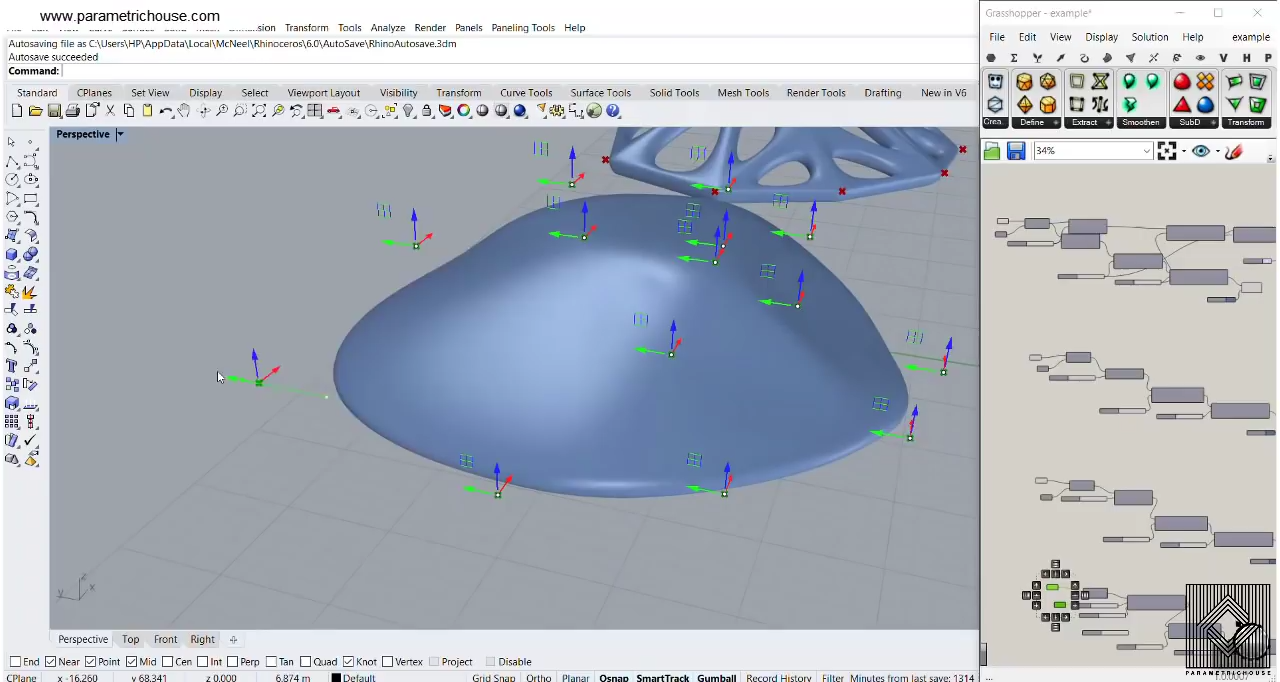 www.parametrichouse.com
Dimension Transform Tools Analyze Render Panels Paneling Tools Help
Autosaving file as C:\Users\HP\AppData\Local\McNeel\Rhinoceros\6.0\AutoSave\RhinoAutosave.3dm
Autosave succeeded
Command:
Standard CPlanes Set View Display Select Viewport Layout Visibility Transform Curve Tools Surface Tools Solid Tools Mesh Tools Render Tools Drafting New in V6
Perspective
Perspective Top Front Right
End Near Point Mid Cen Int Perp Tan Quad Knot Vertex Project Disable
CPlane x -16.260 y 68.341 z 0.000 6.874 m Default Grid Snap Ortho Planar Osnap SmartTrack Gumball Record History Filter Minutes from last save: 1314
Grasshopper - example*
File Edit View Display Solution Help example
V H P
Crea. Define Extract Smoothen SubD Transform
34%
z
y x
PARAMETRICHOUSE